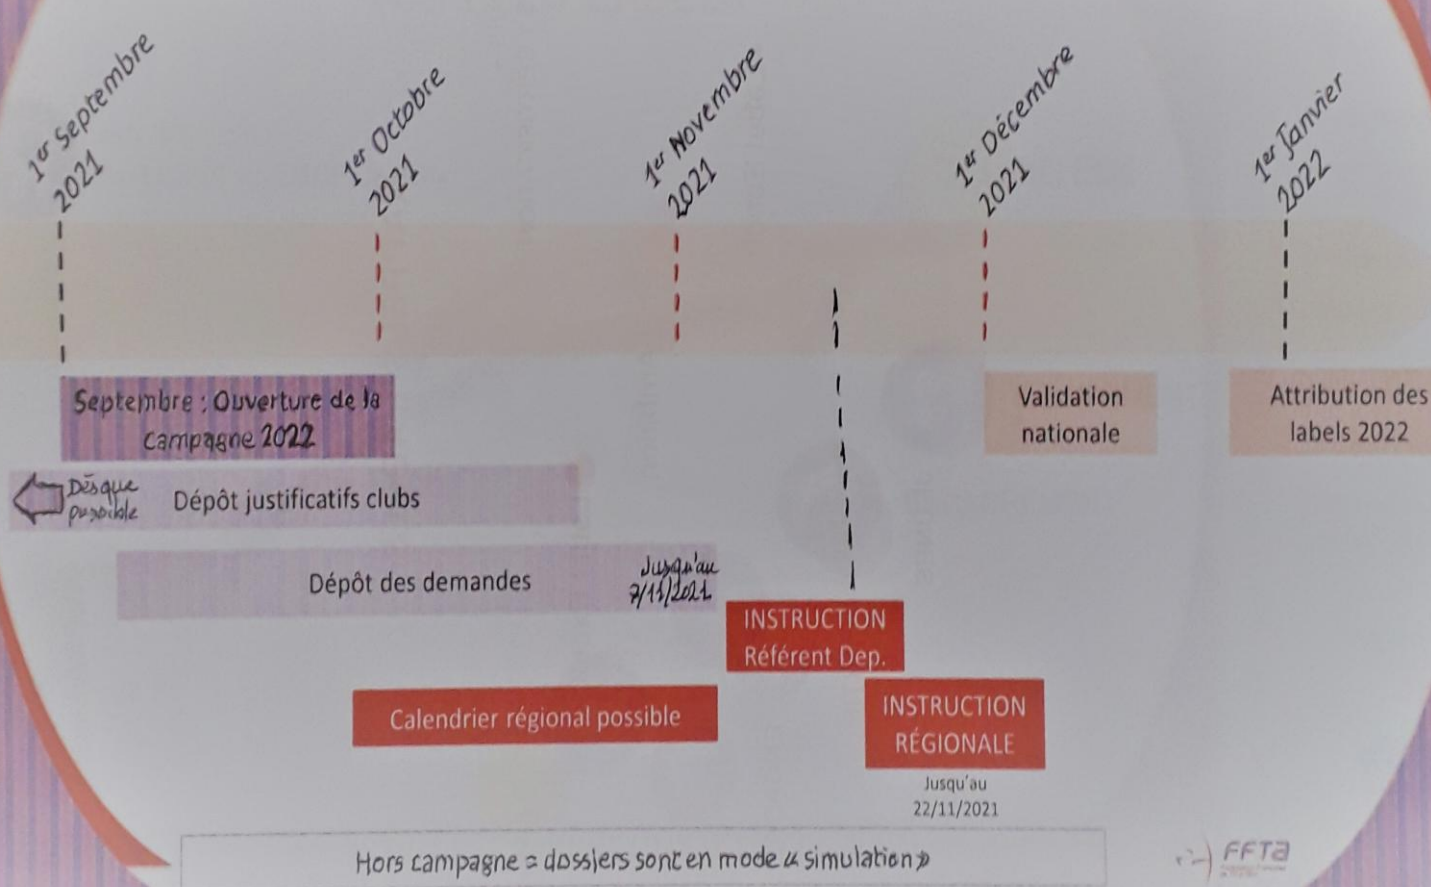 1er Septembre
2021
1er Octobre
2021
1er Novembre
2021
1er Décembre
2021
1er Janvier
2022
Septembre : Ouverture de la
campagne 2022
Validation
nationale
Attribution des
labels 2022
Dès que
possible
Dépôt justificatifs clubs
Dépôt des demandes
Jusqu'au
7/11/2021
INSTRUCTION
Référent Dep.
Calendrier régional possible
INSTRUCTION
RÉGIONALE
Jusqu'au
22/11/2021
Hors campagne = dossiers sont en mode « simulation »
FFTA